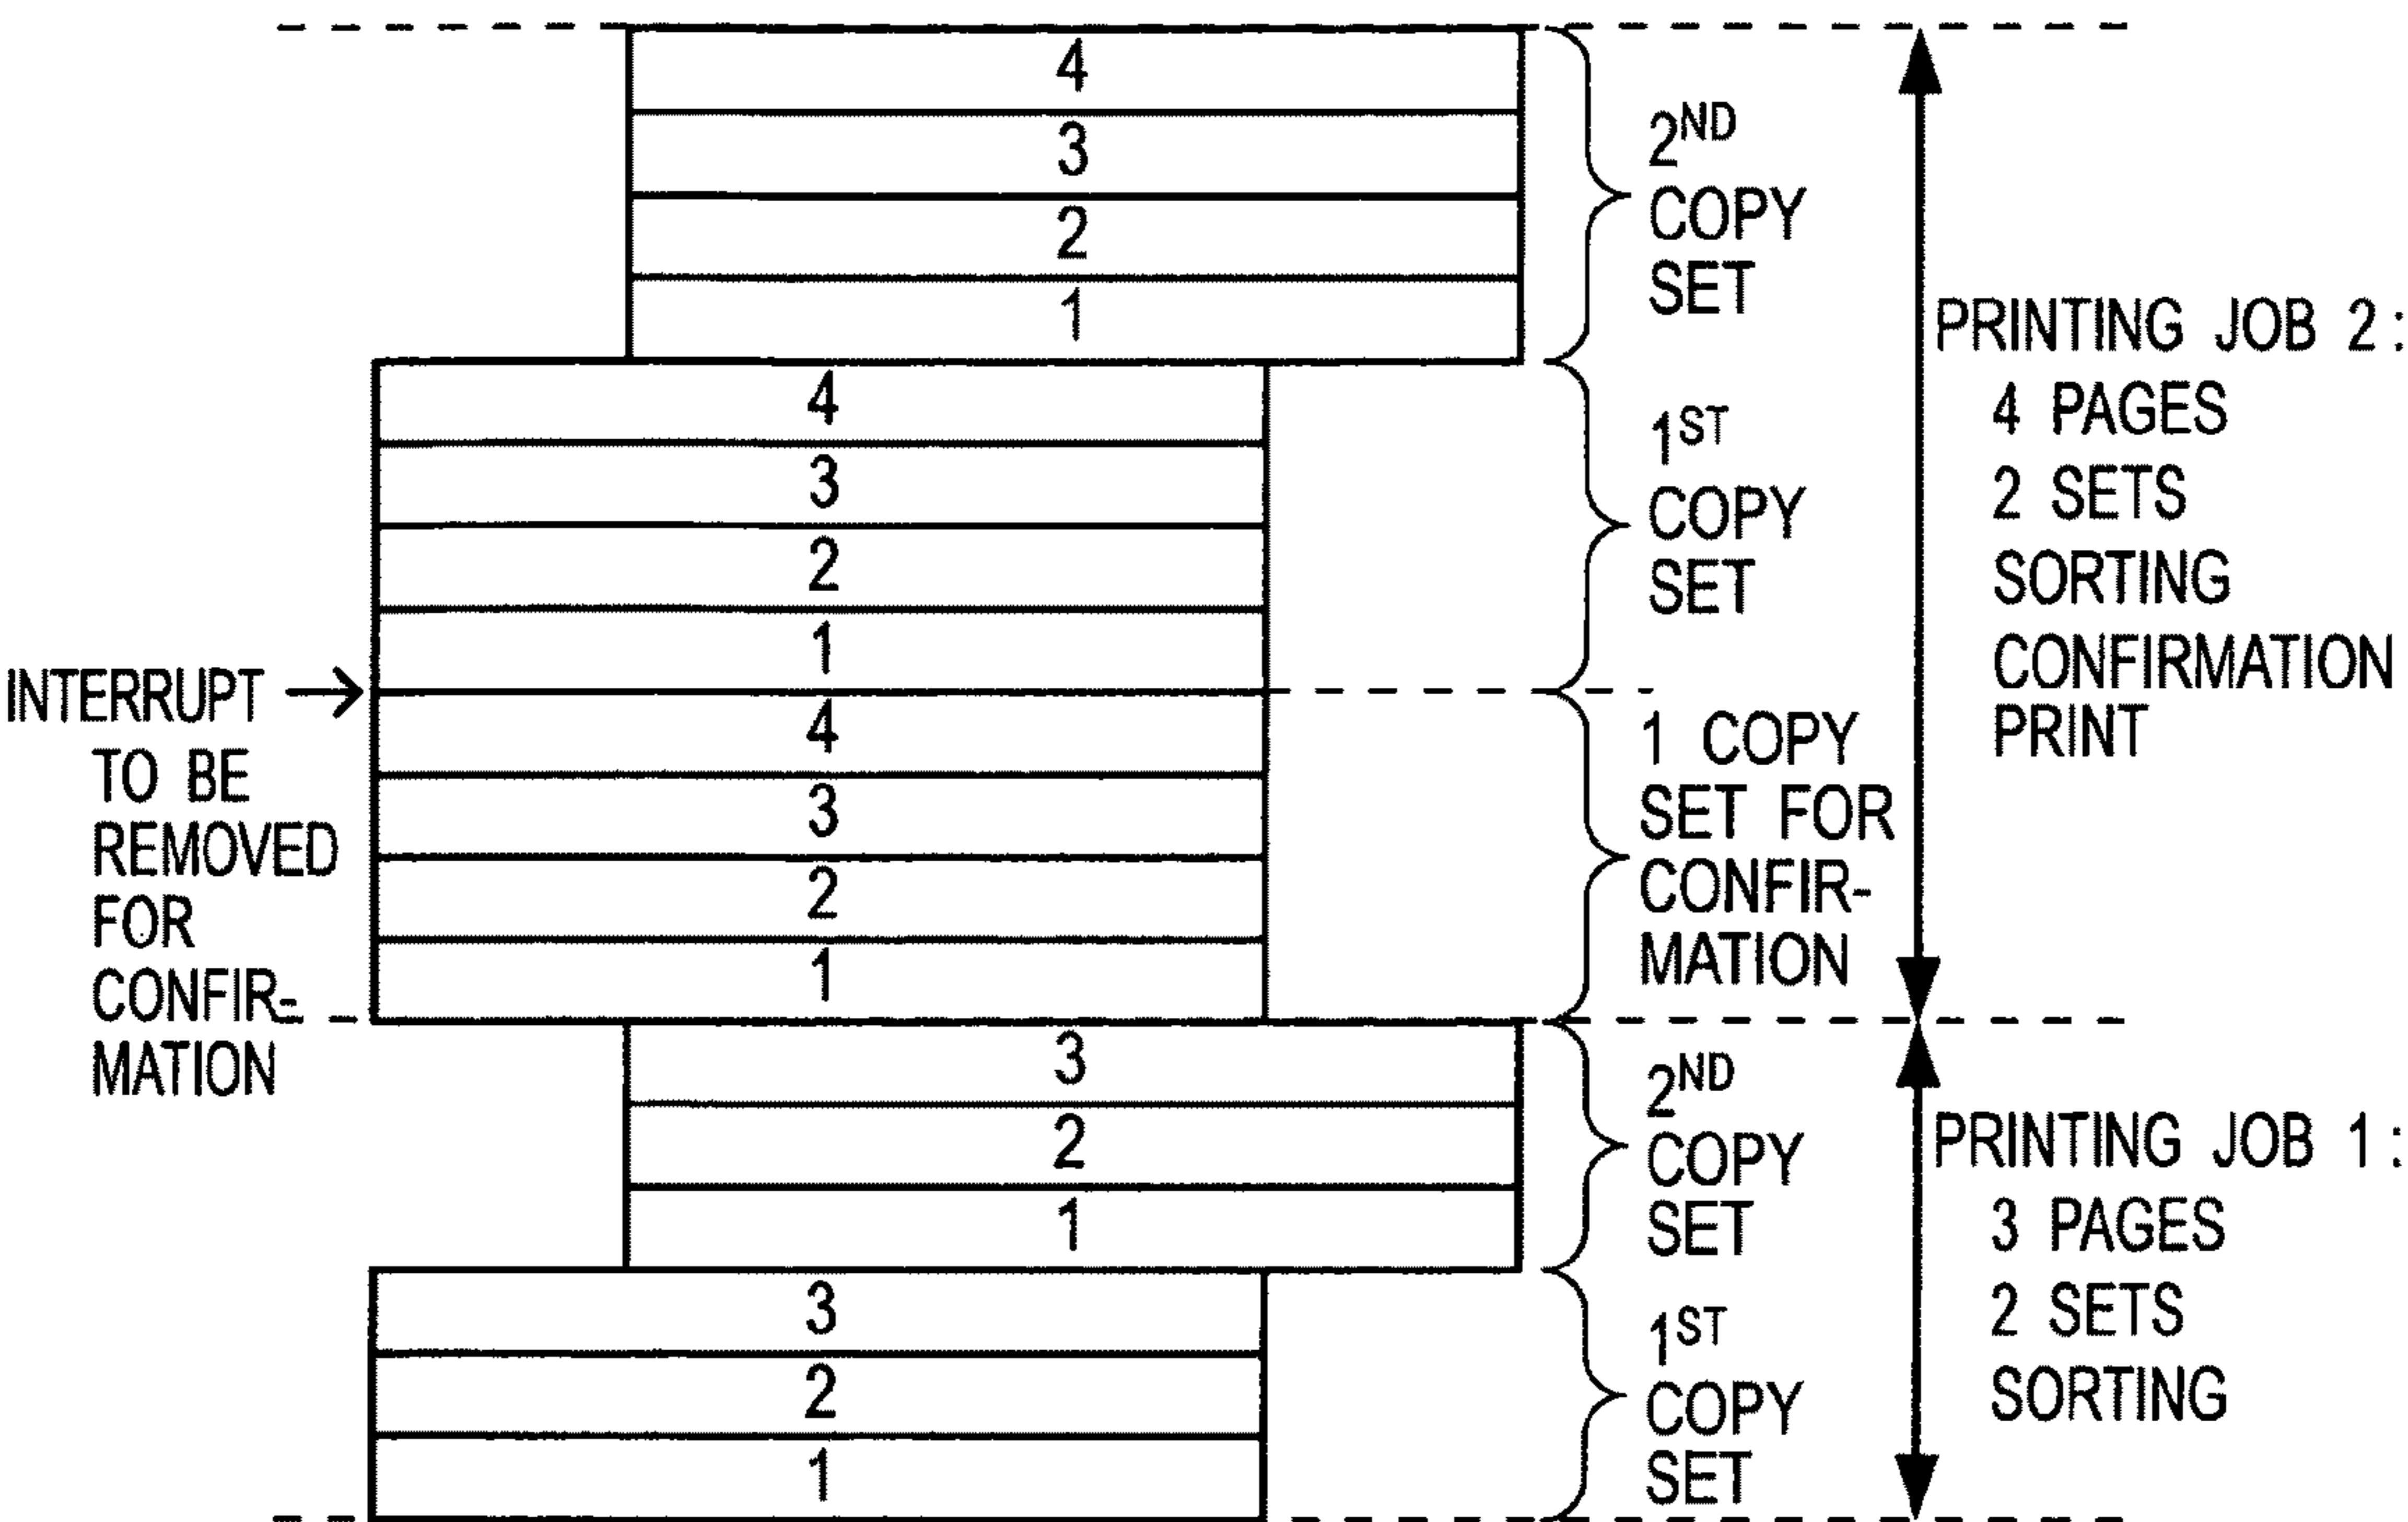 4
3
2
1
2ND
COPY
SET
4
3
2
1
1ST
COPY
SET
PRINTING JOB 2:
4 PAGES
2 SETS
SORTING
CONFIRMATION
PRINT
INTERRUPT
TO BE
REMOVED
FOR
CONFIR-
MATION
4
3
2
1
1 COPY
SET FOR
CONFIR-
MATION
3
2
1
2ND
COPY
SET
3
2
1
1ST
COPY
SET
PRINTING JOB 1:
3 PAGES
2 SETS
SORTING